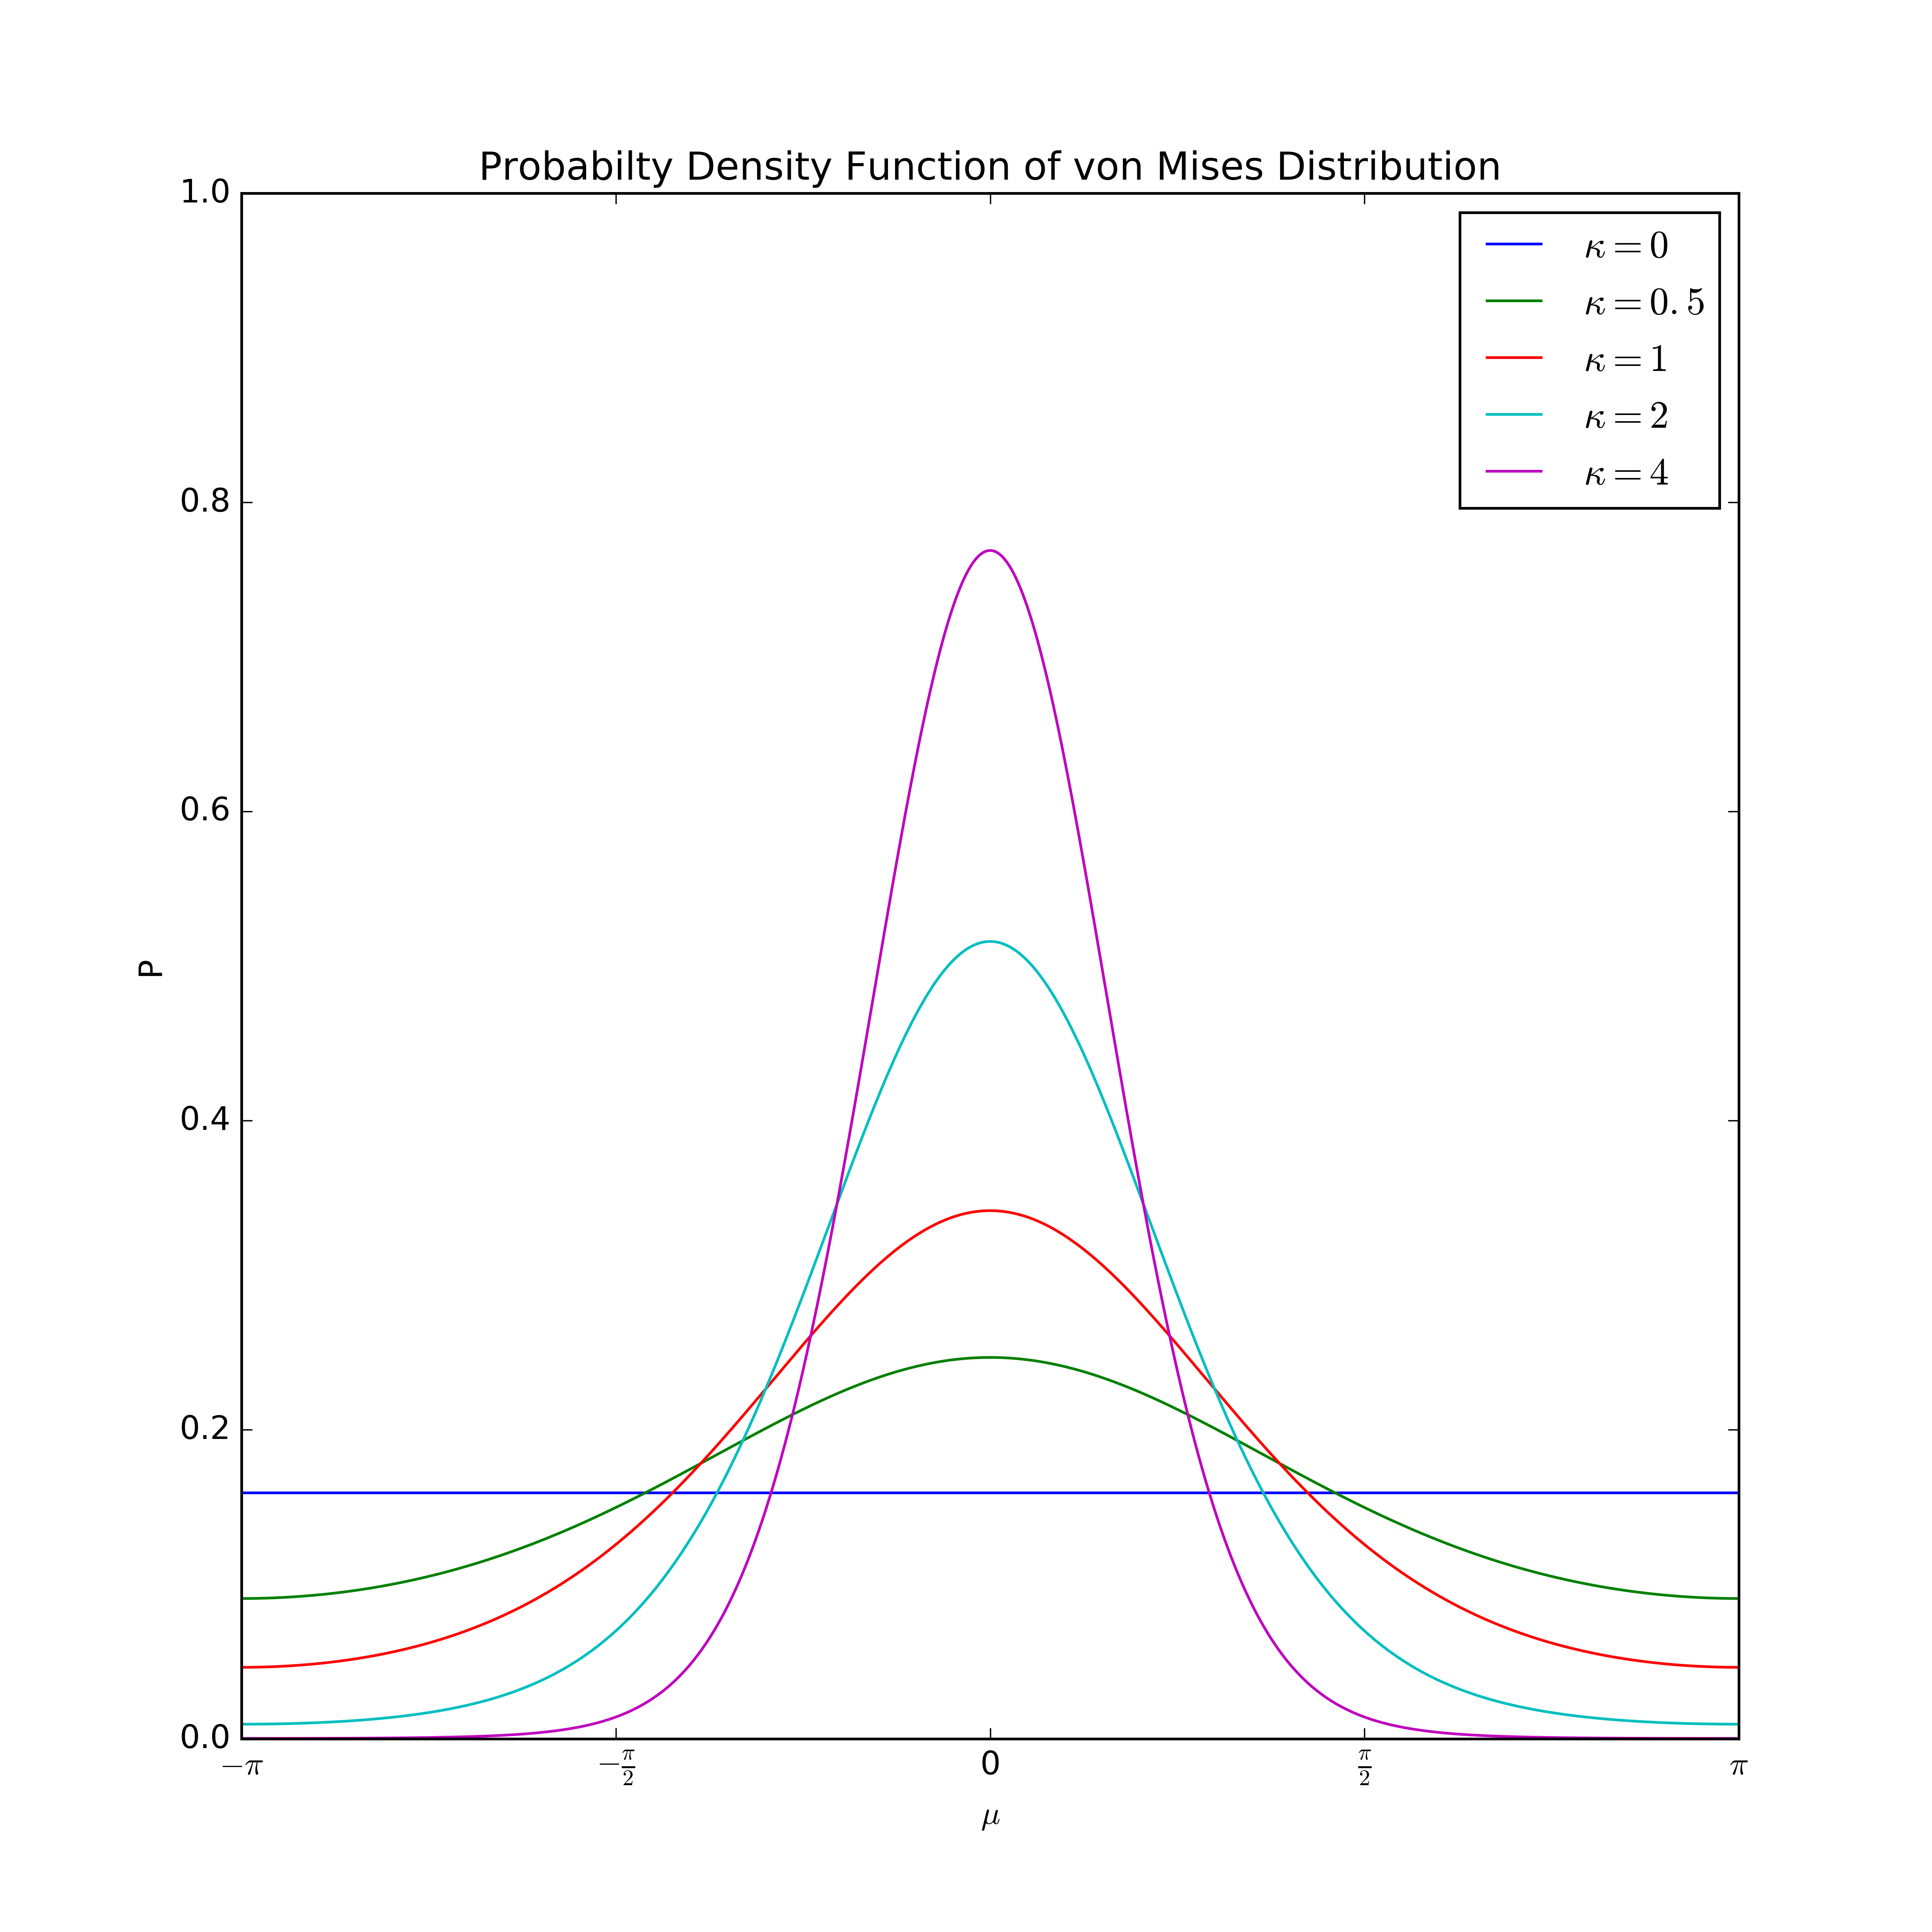 Probabilty Density Function of von Mises Distribution
1.0
0.8
0.6
0.4
0.2
0.0
P
κ = 0
κ = 0.5
κ = 1
κ = 2
κ = 4
−π
−π/2
0
π/2
π
μ